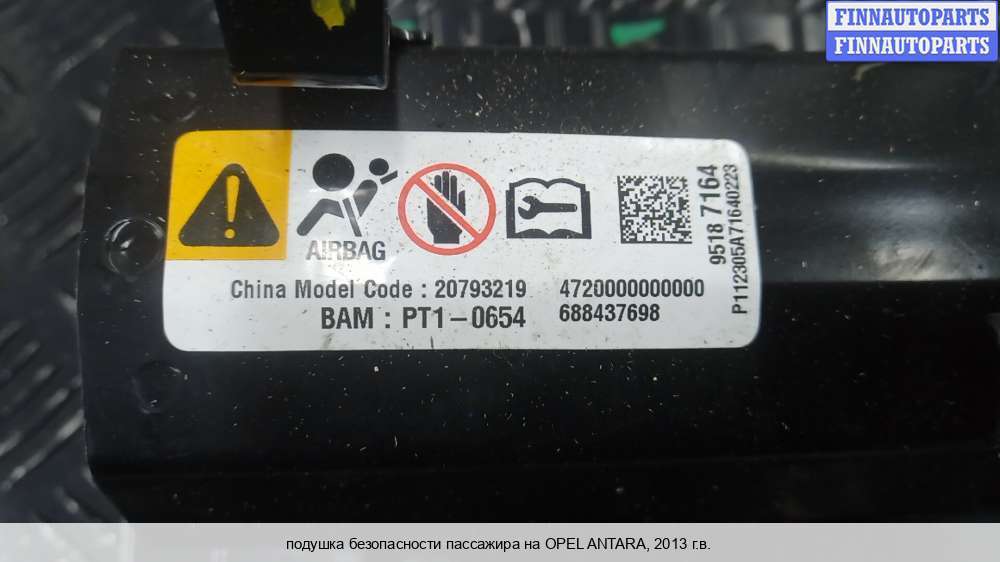 FINNAUTOPARTS
FINNAUTOPARTS
AIRBAG
9518 7164
P112305A71640223
China Model Code : 20793219 4720000000000
BAM : PT1-0654 688437698
подушка безопасности пассажира на OPEL ANTARA, 2013 г.в.